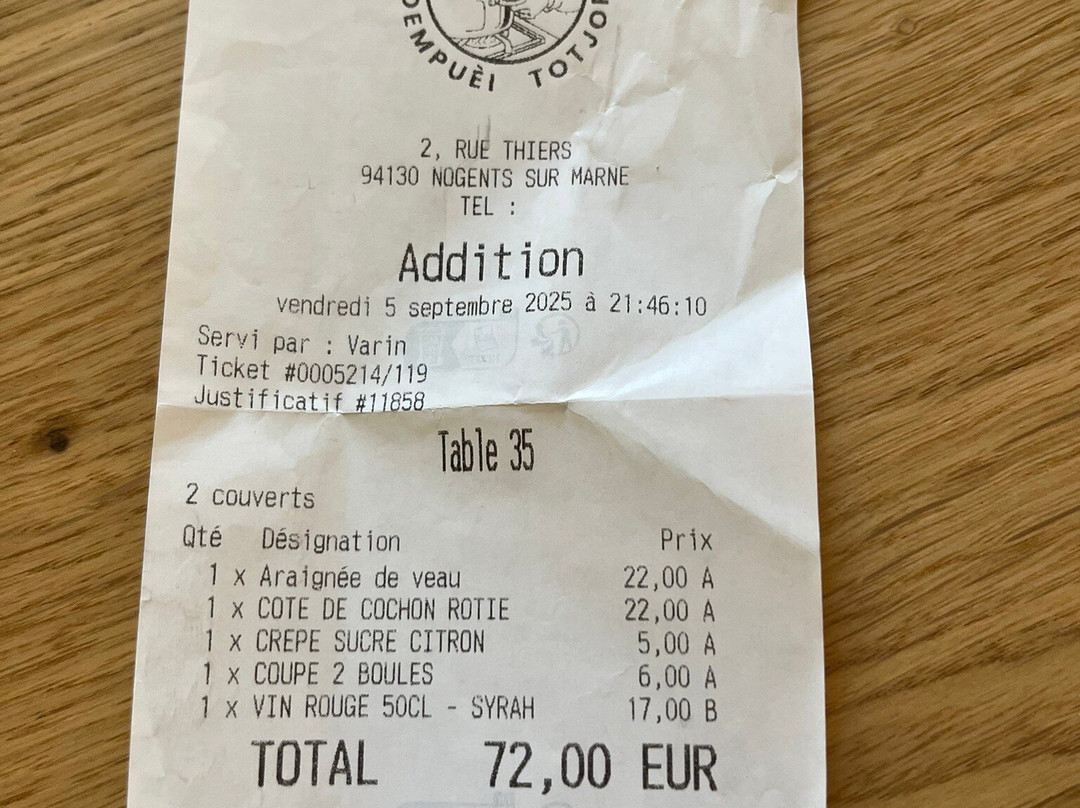 DEMPUÈI TOTJOR
2, RUE THIERS
94130 NOGENTS SUR MARNE
TEL :
Addition
vendredi 5 septembre 2025 à 21:46:10
Servi par : Varin
Ticket #0005214/119
Justificatif #11858
Table 35
2 couverts
Qté Désignation Prix
1 x Araignée de veau 22,00 A
1 x COTE DE COCHON ROTIE 22,00 A
1 x CREPE SUCRE CITRON 5,00 A
1 x COUPE 2 BOULES 6,00 A
1 x VIN ROUGE 50CL - SYRAH 17,00 B
TOTAL 72,00 EUR